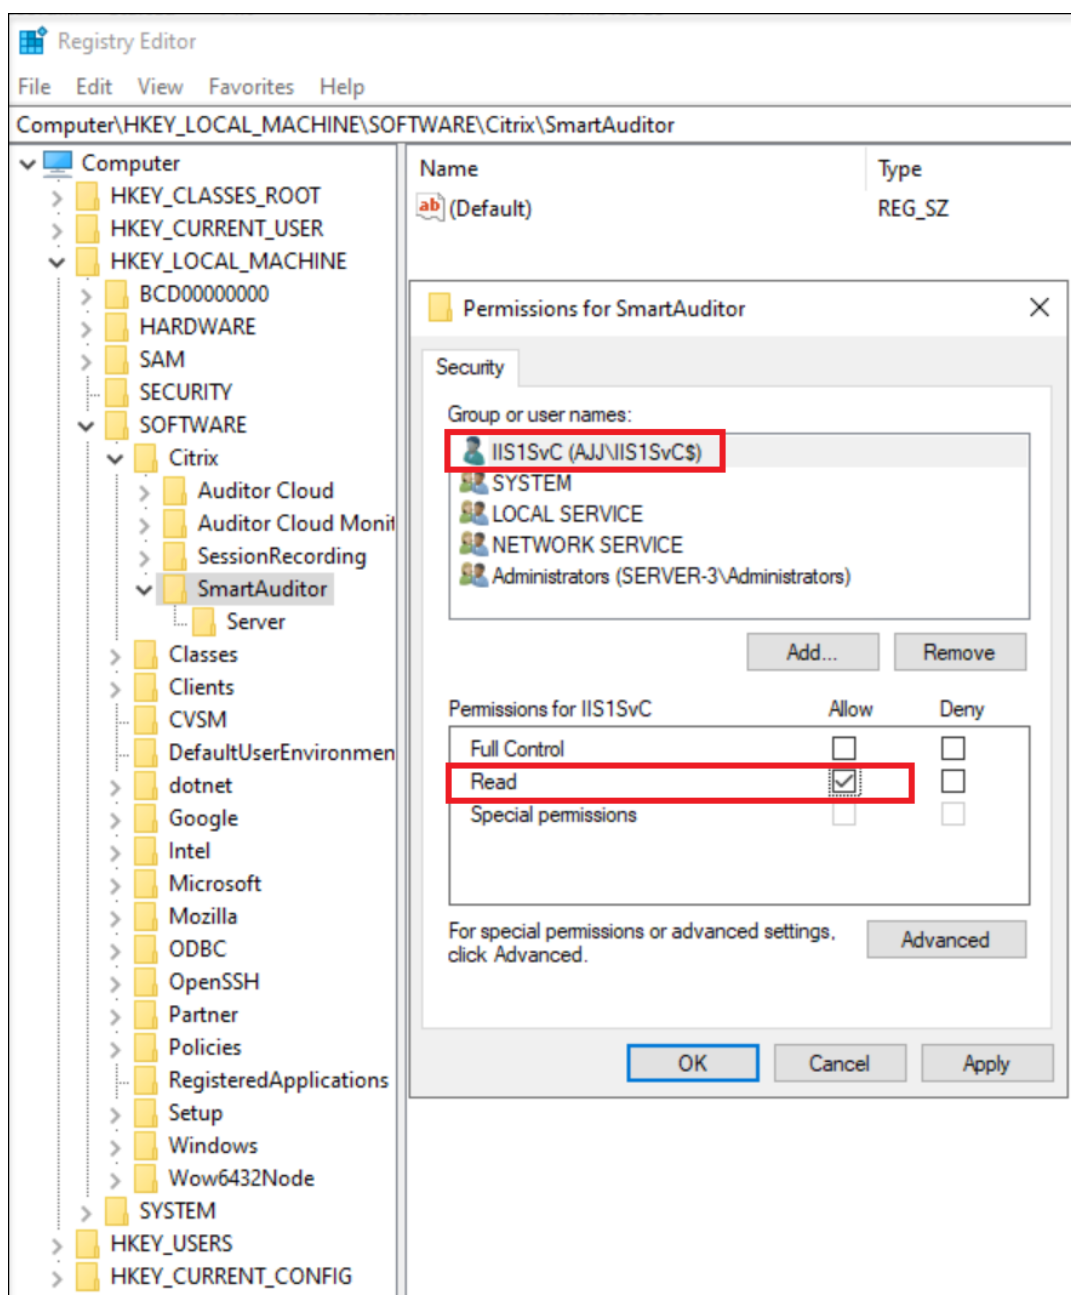 Registry Editor
File Edit View Favorites Help
Computer\HKEY_LOCAL_MACHINE\SOFTWARE\Citrix\SmartAuditor
Computer
HKEY_CLASSES_ROOT
HKEY_CURRENT_USER
HKEY_LOCAL_MACHINE
BCD00000000
HARDWARE
SAM
SECURITY
SOFTWARE
Citrix
Auditor Cloud
Auditor Cloud Monit
SessionRecording
SmartAuditor
Server
Classes
Clients
CVSM
DefaultUserEnvironmen
dotnet
Google
Intel
Microsoft
Mozilla
ODBC
OpenSSH
Partner
Policies
RegisteredApplications
Setup
Windows
Wow6432Node
SYSTEM
HKEY_USERS
HKEY_CURRENT_CONFIG
Name Type
ab (Default) REG_SZ
Permissions for SmartAuditor
Security
Group or user names:
IIS1SvC (AJJ\IIS1SvC$)
SYSTEM
LOCAL SERVICE
NETWORK SERVICE
Administrators (SERVER-3\Administrators)
Add... Remove
Permissions for IIS1SvC Allow Deny
Full Control
Read
Special permissions
For special permissions or advanced settings,
click Advanced.
Advanced
OK Cancel Apply